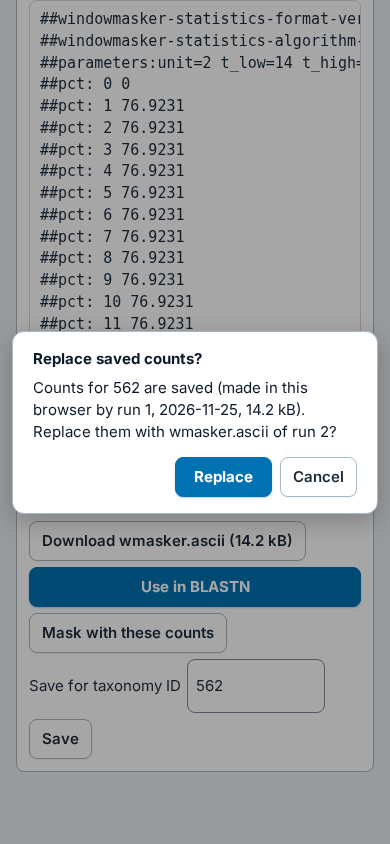 ##windowmasker-statistics-format-ver
##windowmasker-statistics-algorithm-
##parameters:unit=2 t_low=14 t_high=
##pct: 0 0
##pct: 1 76.9231
##pct: 2 76.9231
##pct: 3 76.9231
##pct: 4 76.9231
##pct: 5 76.9231
##pct: 6 76.9231
##pct: 7 76.9231
##pct: 8 76.9231
##pct: 9 76.9231
##pct: 10 76.9231
##pct: 11 76.9231
Replace saved counts?
Counts for 562 are saved (made in this
browser by run 1, 2026-11-25, 14.2 kB).
Replace them with wmasker.ascii of run 2?
Replace Cancel
Download wmasker.ascii (14.2 kB)
Use in BLASTN
Mask with these counts
Save for taxonomy ID 562
Save